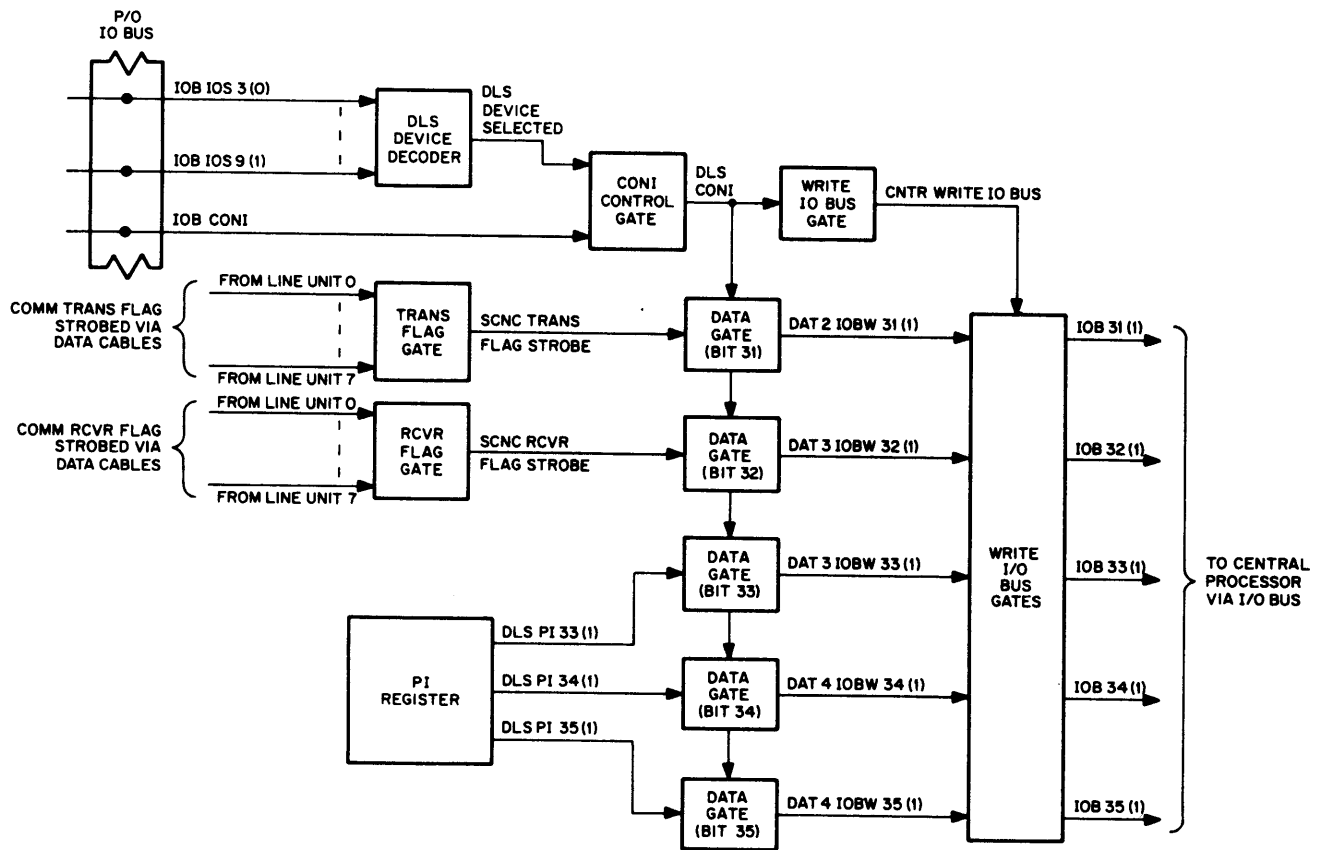 P/O
IO BUS
IOB IOS 3(0)
IOB IOS 9(1)
IOB CONI
DLS
DEVICE
DECODER
DLS
DEVICE
SELECTED
CONI
CONTROL
GATE
DLS
CONI
WRITE
IO BUS
GATE
CNTR WRITE IO BUS
COMM TRANS FLAG
STROBED VIA
DATA CABLES
FROM LINE UNIT 0
FROM LINE UNIT 7
TRANS
FLAG
GATE
SCNC TRANS
FLAG STROBE
DATA
GATE
(BIT 31)
DAT 2 IOBW 31(1)
IOB 31(1)
COMM RCVR FLAG
STROBED VIA
DATA CABLES
FROM LINE UNIT 0
FROM LINE UNIT 7
RCVR
FLAG
GATE
SCNC RCVR
FLAG STROBE
DATA
GATE
(BIT 32)
DAT 3 IOBW 32(1)
IOB 32(1)
DATA
GATE
(BIT 33)
DAT 3 IOBW 33(1)
WRITE
I/O
BUS
GATES
IOB 33(1)
TO CENTRAL
PROCESSOR
VIA I/O BUS
PI
REGISTER
DLS PI 33(1)
DLS PI 34(1)
DLS PI 35(1)
DATA
GATE
(BIT 34)
DAT 4 IOBW 34(1)
IOB 34(1)
DATA
GATE
(BIT 35)
DAT 4 IOBW 35(1)
IOB 35(1)